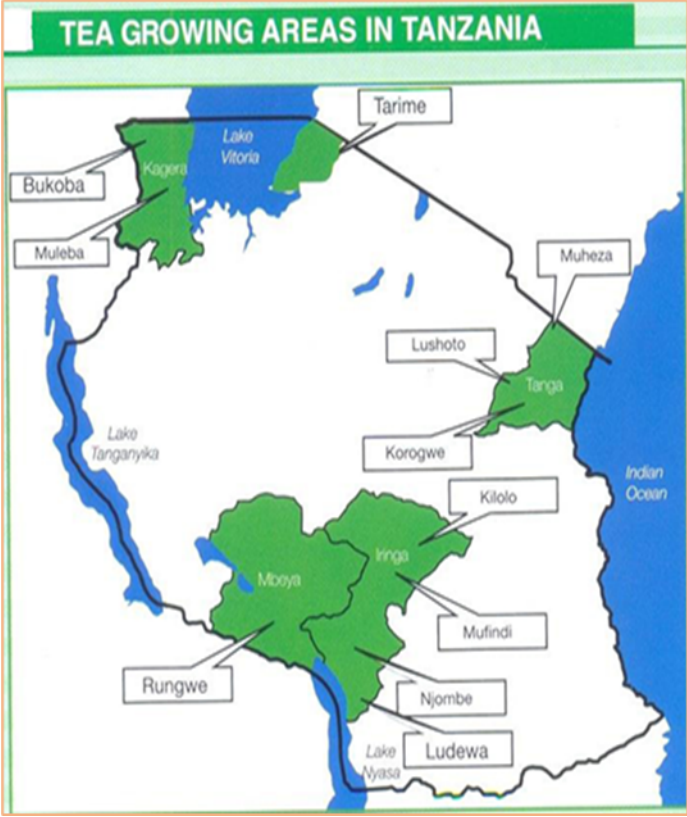 TEA GROWING AREAS IN TANZANIA
Tarime
Lake
Vitoria
Kagera
Bukoba
Muleba
Muheza
Lushoto
Tanga
Korogwe
Lake
Tanganyika
Indian
Ocean
Kilolo
Iringa
Mbeya
Mufindi
Rungwe
Njombe
Ludewa
Lake
Nyasa